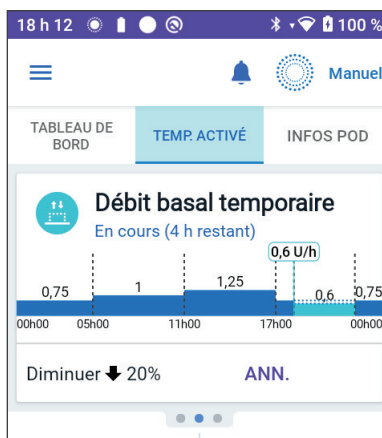 18 h 12 100 %
Manuel
TABLEAU DE
BORD
TEMP. ACTIVÉ
INFOS POD
Débit basal temporaire
En cours (4 h restant)
0,6 U/h
0,75 1 1,25 0,6 0,75
00h00 05h00 11h00 17h00 00h00
Diminuer 20% ANN.